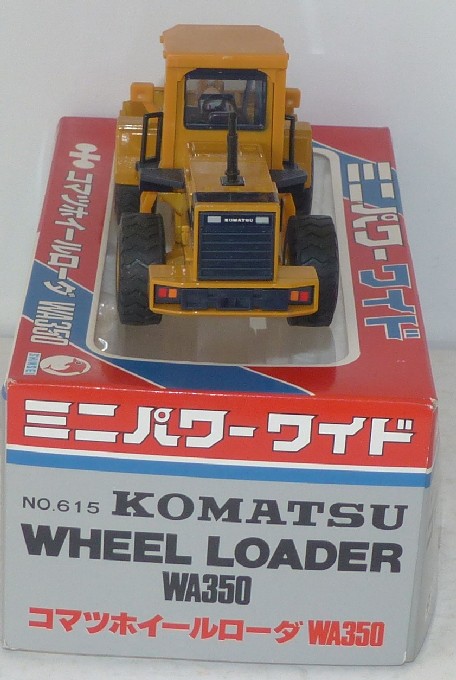 ミニパワーワイド
コマツホイールローダ WA350
SHINSEI
KOMATSU
ミニパワーワイド
NO.615 KOMATSU
WHEEL LOADER
WA350
コマツホイールローダ WA350